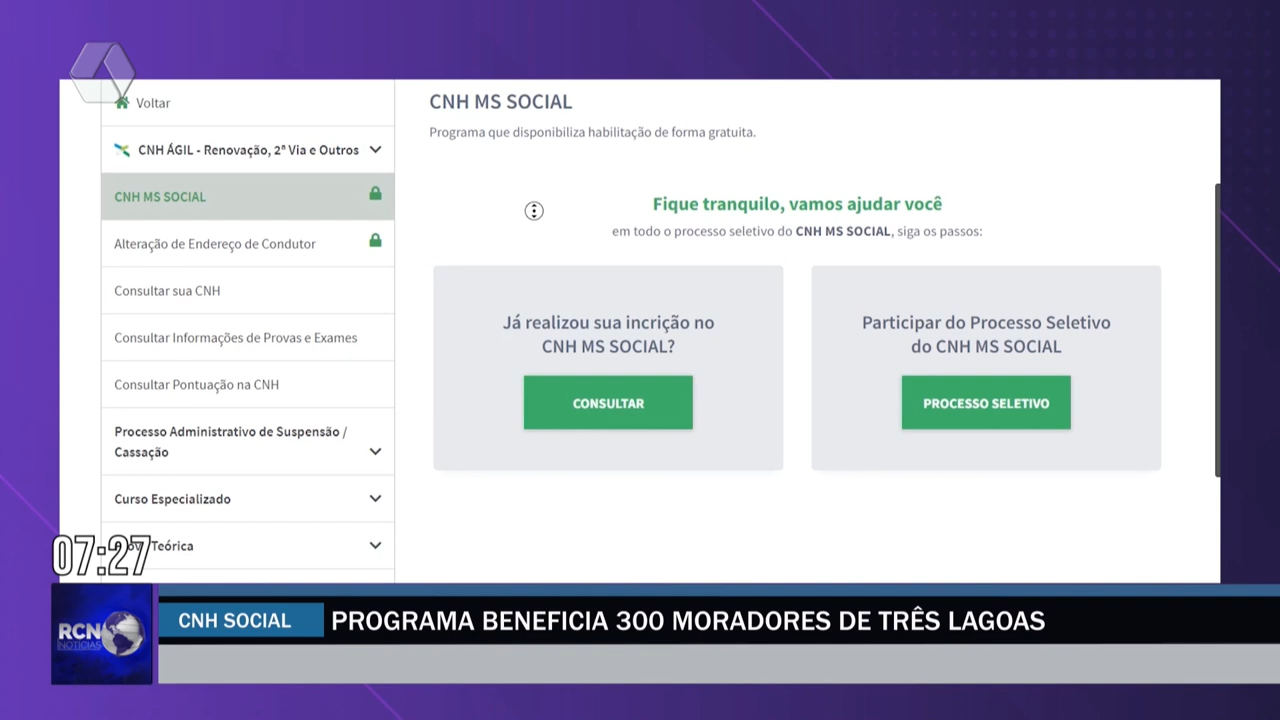 Voltar
CNH ÁGIL - Renovação, 2ª Via e Outros
CNH MS SOCIAL
Alteração de Endereço de Condutor
Consultar sua CNH
Consultar Informações de Provas e Exames
Consultar Pontuação na CNH
Processo Administrativo de Suspensão /
Cassação
Curso Especializado
Prova Teórica
CNH MS SOCIAL
Programa que disponibiliza habilitação de forma gratuita.
Fique tranquilo, vamos ajudar você
em todo o processo seletivo do CNH MS SOCIAL, siga os passos:
Já realizou sua incrição no
CNH MS SOCIAL?
CONSULTAR
Participar do Processo Seletivo
do CNH MS SOCIAL
PROCESSO SELETIVO
07:27
RCN
NOTÍCIAS
CNH SOCIAL
PROGRAMA BENEFICIA 300 MORADORES DE TRÊS LAGOAS